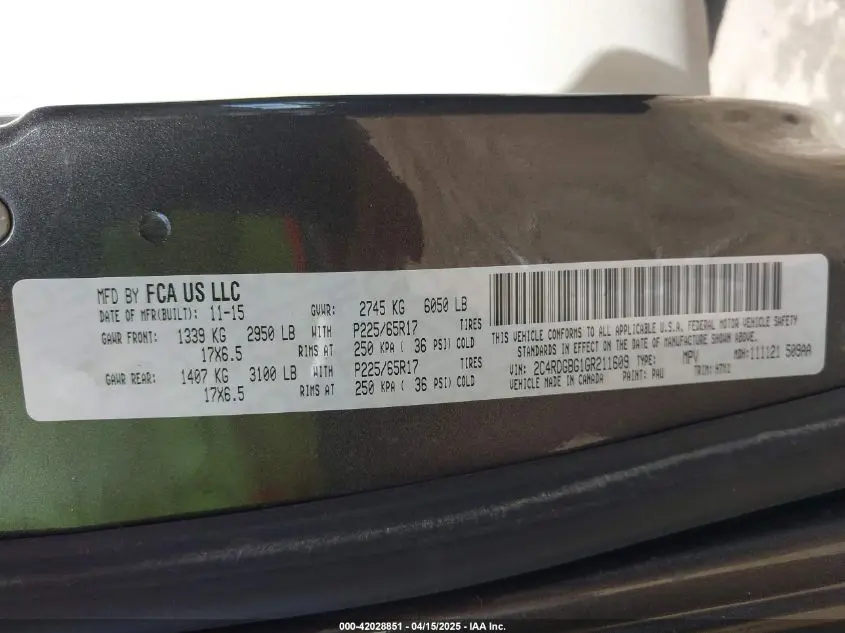 MFD BY FCA US LLC
DATE OF MFR(BUILT): 11-15 GVWR: 2745 KG 6050 LB
GAWR FRONT: 1339 KG 2950 LB WITH P225/65R17 TIRES
17X6.5 RIMS AT 250 KPA ( 36 PSI) COLD
GAWR REAR: 1407 KG 3100 LB WITH P225/65R17 TIRES
17X6.5 RIMS AT 250 KPA ( 36 PSI) COLD
THIS VEHICLE CONFORMS TO ALL APPLICABLE U.S.A. FEDERAL MOTOR VEHICLE SAFETY
STANDARDS IN EFFECT ON THE DATE OF MANUFACTURE SHOWN ABOVE.
VIN: 2C4RDGBG1GR211609 TYPE: MPV MDH: 111121 509AA
VEHICLE MADE IN CANADA PAINT: PAU TRIM:
000-42028851 - 04/15/2025 - IAA Inc.